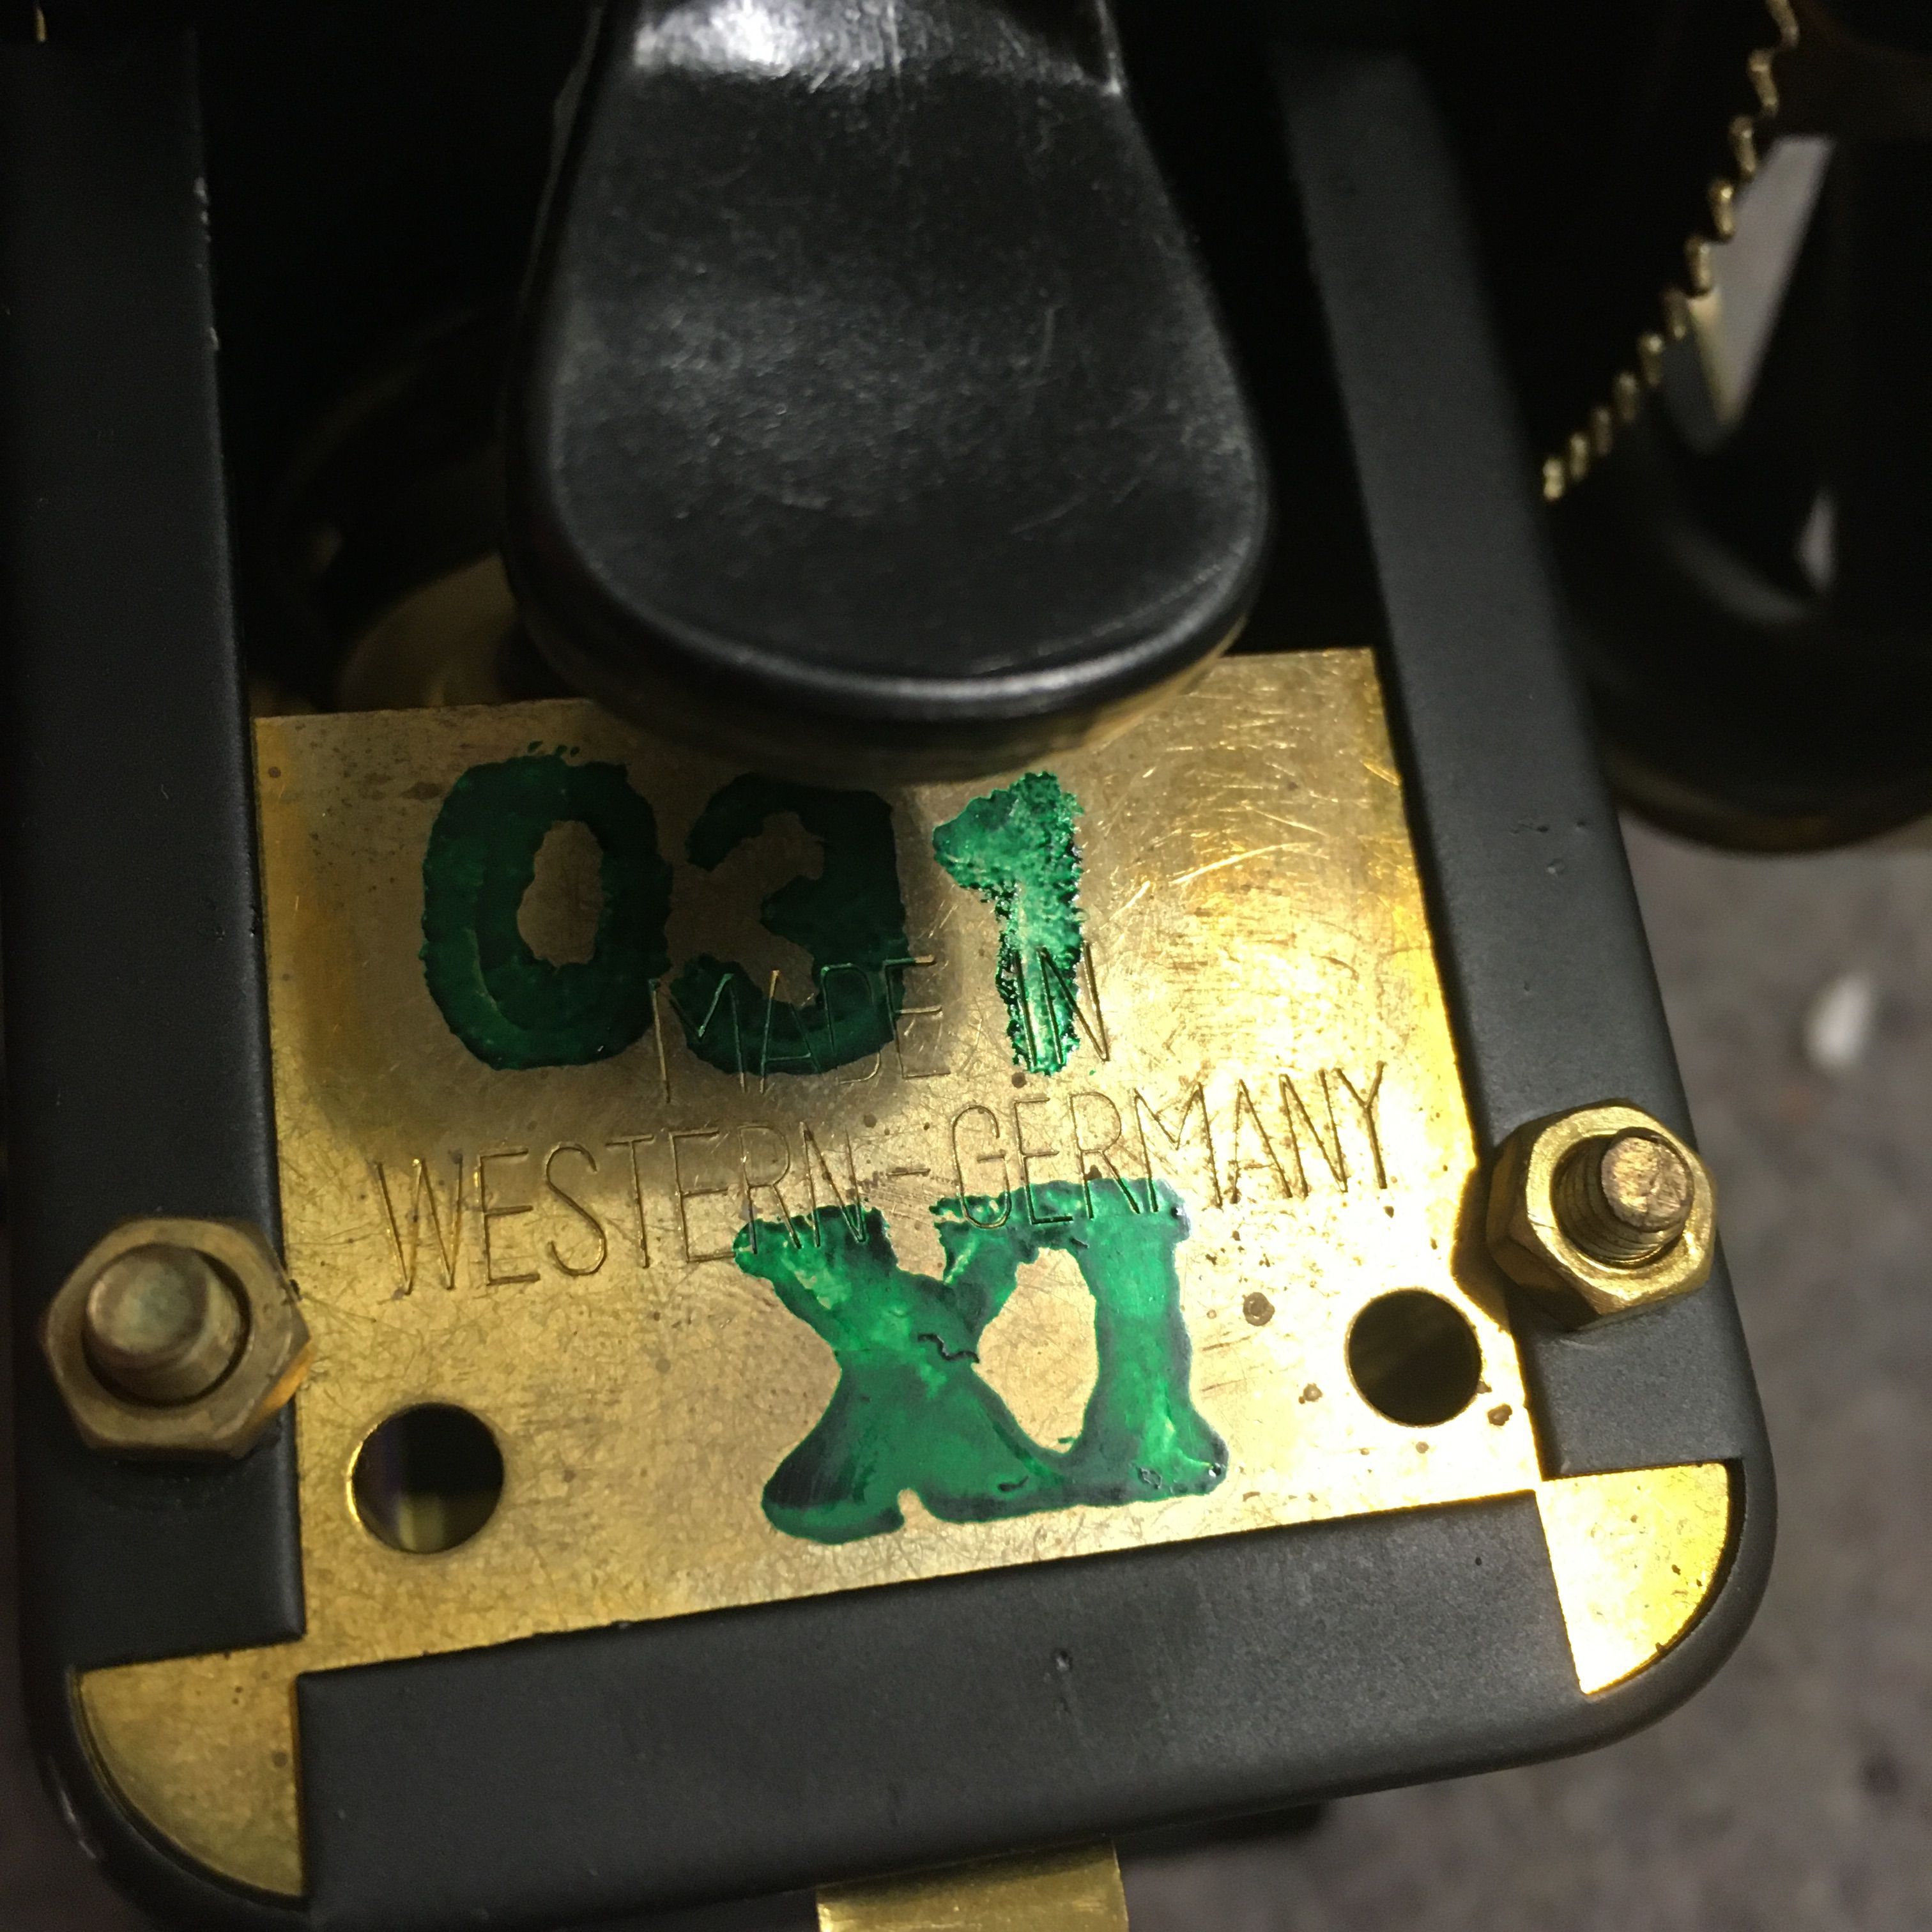 031
MADE IN
WESTERN-GERMANY
XI